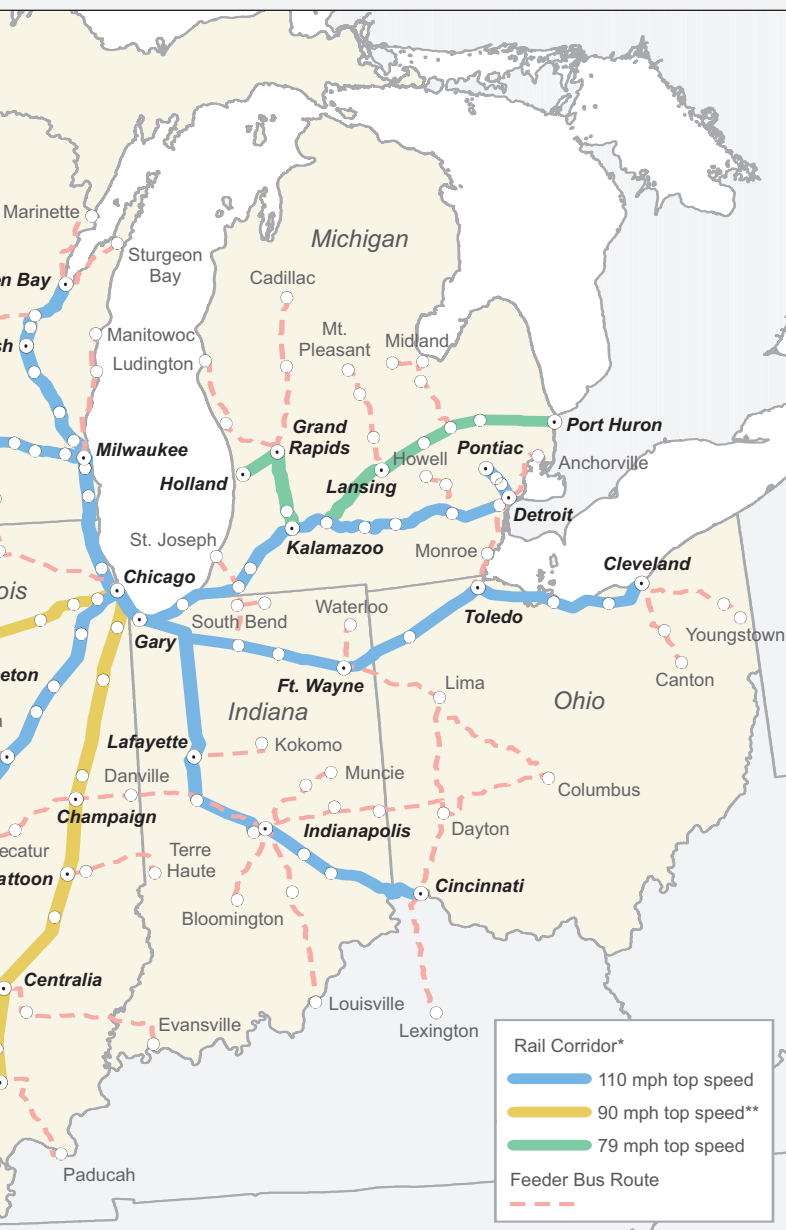 Marinette
Michigan
Sturgeon
Bay
en Bay
Cadillac
Manitowoc
Mt.
Pleasant
Midland
sh
Ludington
Grand
Rapids
Port Huron
Milwaukee
Howell
Pontiac
Anchorville
Holland
Lansing
Detroit
St. Joseph
Kalamazoo
Monroe
Chicago
Cleveland
ois
South Bend
Waterloo
Toledo
Gary
Youngstown
eton
Ft. Wayne
Lima
Canton
Indiana
Ohio
Lafayette
Kokomo
Danville
Muncie
Columbus
Champaign
Indianapolis
Dayton
ecatur
Terre
Haute
attoon
Cincinnati
Bloomington
Centralia
Louisville
Evansville
Lexington
Paducah
Rail Corridor*
110 mph top speed
90 mph top speed**
79 mph top speed
Feeder Bus Route